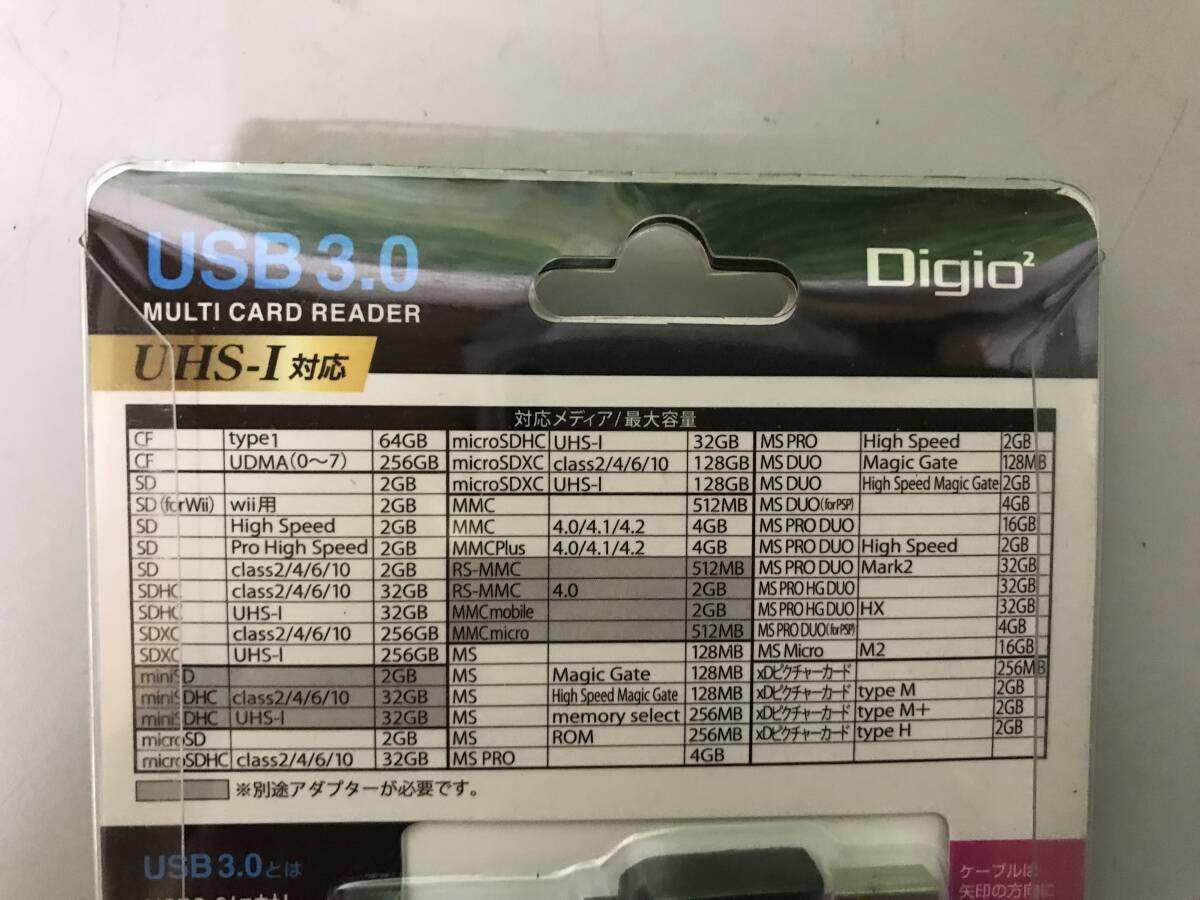 USB 3.0
MULTI CARD READER
Digio²
UHS-I 対応
対応メディア/最大容量
CF type1 64GB microSDHC UHS-I 32GB MS PRO High Speed 2GB
CF UDMA(0～7) 256GB microSDXC class2/4/6/10 128GB MS DUO Magic Gate 128MB
SD 2GB microSDXC UHS-I 128GB MS DUO High Speed Magic Gate 2GB
SD (for Wii) wii用 2GB MMC 512MB MS DUO (for PSP) 4GB
SD High Speed 2GB MMC 4.0/4.1/4.2 4GB MS PRO DUO 16GB
SD Pro High Speed 2GB MMCPlus 4.0/4.1/4.2 4GB MS PRO DUO High Speed 2GB
SD class2/4/6/10 2GB RS-MMC 512MB MS PRO DUO Mark2 32GB
SDHC class2/4/6/10 32GB RS-MMC 4.0 2GB MS PRO HG DUO 32GB
SDHC UHS-I 32GB MMCmobile 2GB MS PRO HG DUO HX 32GB
SDXC class2/4/6/10 256GB MMCmicro 512MB MS PRO DUO (for PSP) 4GB
SDXC UHS-I 256GB MS 128MB MS Micro M2 16GB
miniSD 2GB MS Magic Gate 128MB xDピクチャーカード 256MB
miniSDHC class2/4/6/10 32GB MS High Speed Magic Gate 128MB xDピクチャーカード type M 2GB
miniSDHC UHS-I 32GB MS memory select 256MB xDピクチャーカード type M+ 2GB
microSD 2GB MS ROM 256MB xDピクチャーカード type H 2GB
microSDHC class2/4/6/10 32GB MS PRO 4GB
※別途アダプターが必要です。
USB 3.0とは
ケーブルは
矢印の方向に